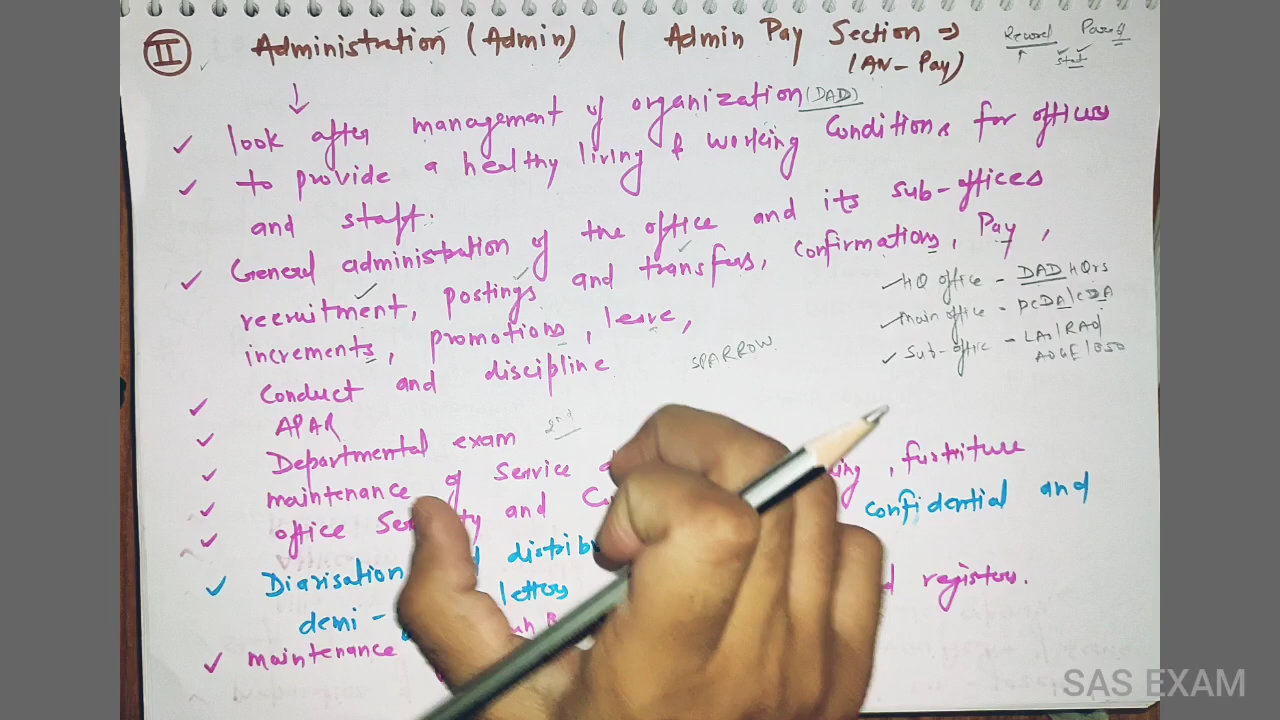 II Administration (Admin) | Admin Pay Section ⇒
(AN-Pay)
Record
look after management of organization (DAD)
to provide a healthy living & working conditions for officers
and staff.
General administration of the office and its sub-offices
recruitment, postings and transfers, confirmations, Pay,
increments, promotions, leave,
HQ office - DAD HQrs
main office - PCDA/CDA
Sub-office - LAO/RAO/
AOGE/BSO
Conduct and discipline
SPARROW
APAR
Departmental exam 2nd
maintenance of Service
furniture
office and
Diarisation confidential and
demi - letters
maintenance registers.
SAS EXAM